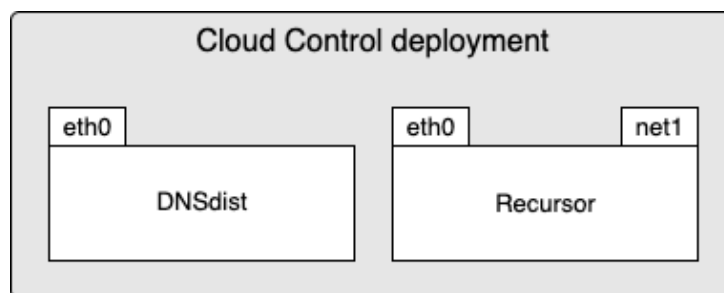 Cloud Control deployment
eth0
eth0
net1
DNSdist
Recursor